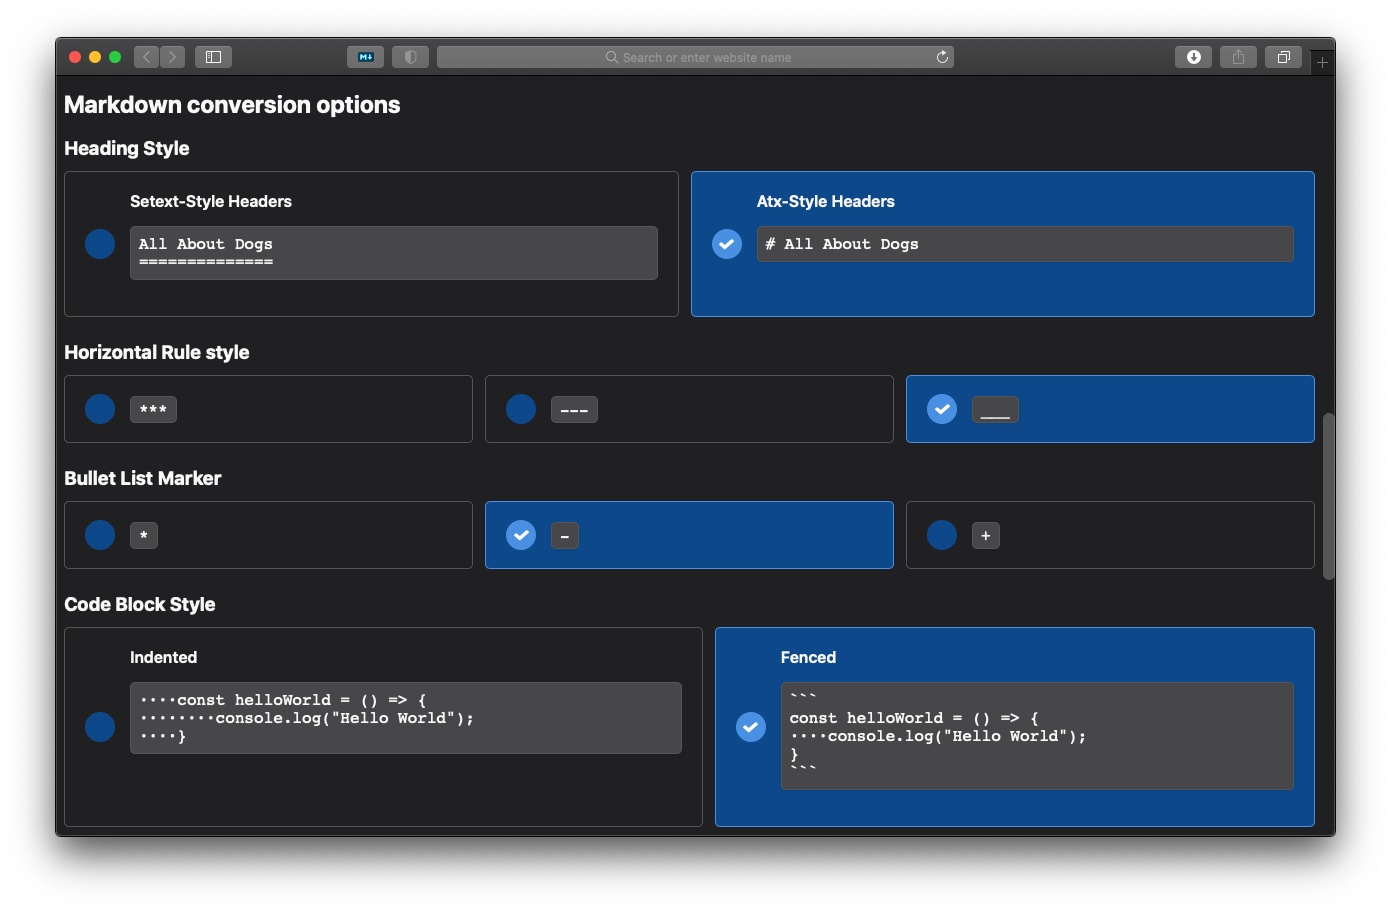 M↓
Search or enter website name
Markdown conversion options
Heading Style
Setext-Style Headers
All About Dogs
==============
Atx-Style Headers
# All About Dogs
Horizontal Rule style
***
---
___
Bullet List Marker
*
-
+
Code Block Style
Indented
····const helloWorld = () => {
········console.log("Hello World");
····}
Fenced
```
const helloWorld = () => {
····console.log("Hello World");
}
```